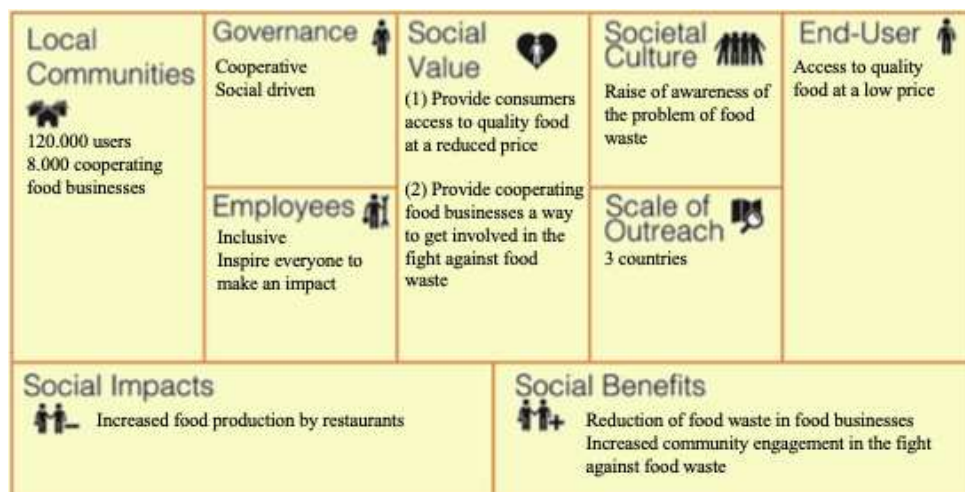 Local
Communities
120.000 users
8.000 cooperating
food businesses
Governance
Cooperative
Social driven
Employees
Inclusive
Inspire everyone to
make an impact
Social
Value
(1) Provide consumers
access to quality food
at a reduced price
(2) Provide cooperating
food businesses a way
to get involved in the
fight against food
waste
Societal
Culture
Raise of awareness of
the problem of food
waste
Scale of
Outreach
3 countries
End-User
Access to quality
food at a low price
Social Impacts
Increased food production by restaurants
Social Benefits
Reduction of food waste in food businesses
Increased community engagement in the fight
against food waste